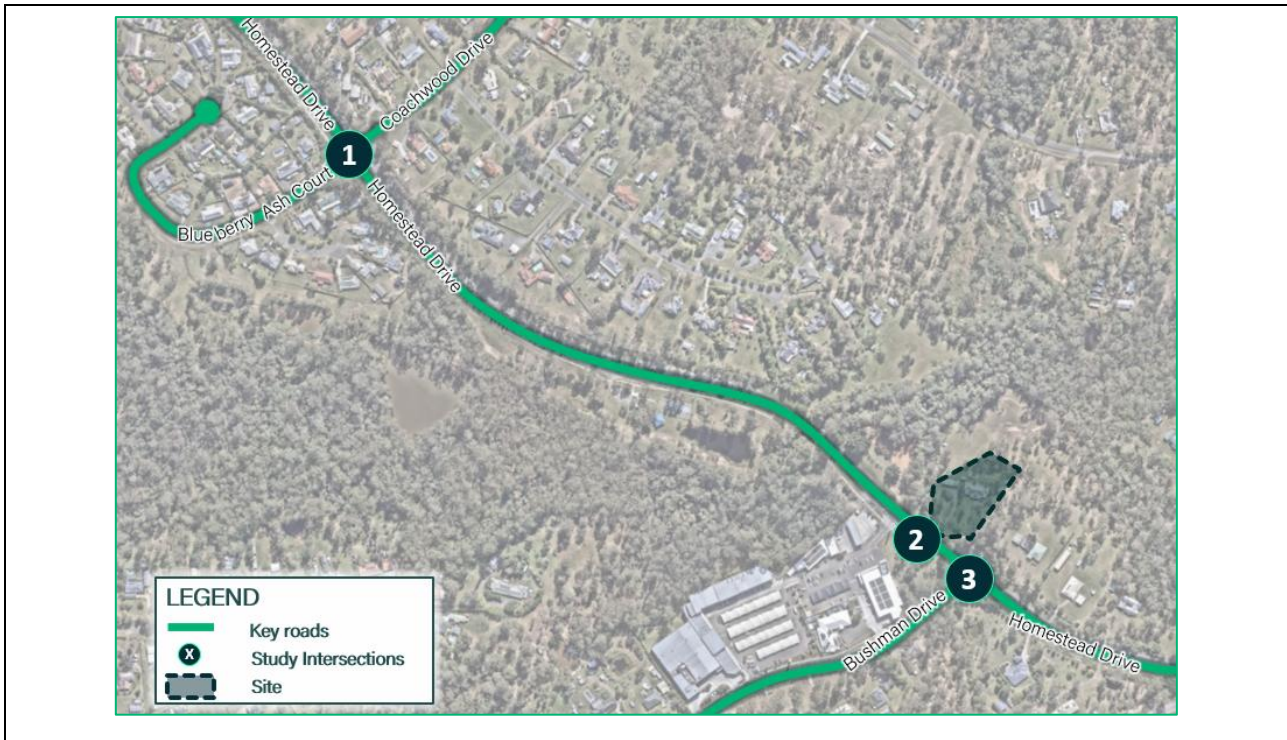 Homestead Drive
Coachwood Drive
1
Blueberry Ash Court
Homestead Drive
2
3
Bushman Drive
Homestead Drive
LEGEND
Key roads
X Study Intersections
Site